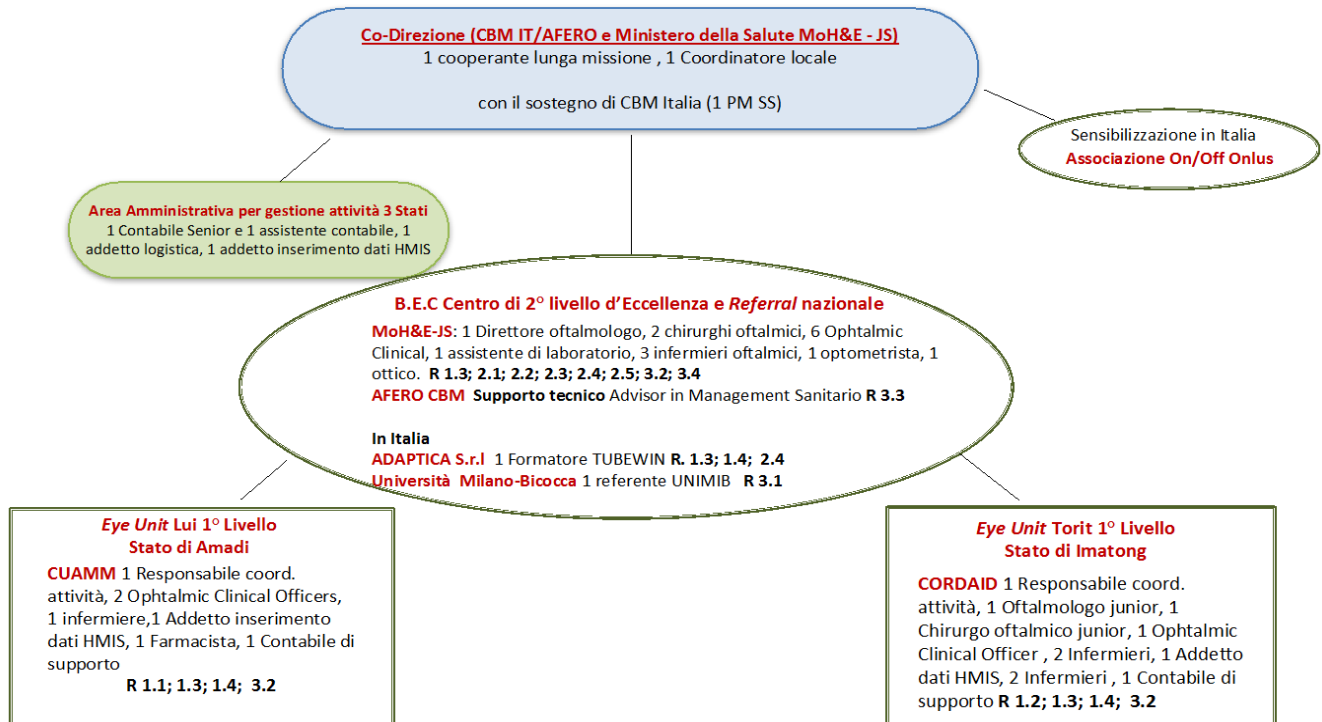 Co-Direzione (CBM IT/AFERO e Ministero della Salute MoH&E - JS)
1 cooperante lunga missione , 1 Coordinatore locale
con il sostegno di CBM Italia (1 PM SS)
Sensibilizzazione in Italia
Associazione On/Off Onlus
Area Amministrativa per gestione attività 3 Stati
1 Contabile Senior e 1 assistente contabile, 1
addetto logistica, 1 addetto inserimento dati HMIS
B.E.C Centro di 2° livello d'Eccellenza e Referral nazionale
MoH&E-JS: 1 Direttore oftalmologo, 2 chirurghi oftalmici, 6 Ophtalmic
Clinical, 1 assistente di laboratorio, 3 infermieri oftalmici, 1 optometrista, 1
ottico. R 1.3; 2.1; 2.2; 2.3; 2.4; 2.5; 3.2; 3.4
AFERO CBM Supporto tecnico Advisor in Management Sanitario R 3.3
In Italia
ADAPTICA S.r.l 1 Formatore TUBEWIN R. 1.3; 1.4; 2.4
Università Milano-Bicocca 1 referente UNIMIB R 3.1
Eye Unit Lui 1° Livello
Stato di Amadi
CUAMM 1 Responsabile coord.
attività, 2 Ophtalmic Clinical Officers,
1 infermiere,1 Addetto inserimento
dati HMIS, 1 Farmacista, 1 Contabile di
supporto
R 1.1; 1.3; 1.4; 3.2
Eye Unit Torit 1° Livello
Stato di Imatong
CORDAID 1 Responsabile coord.
attività, 1 Oftalmologo junior, 1
Chirurgo oftalmico junior, 1 Ophtalmic
Clinical Officer , 2 Infermieri, 1 Addetto
dati HMIS, 2 Infermieri , 1 Contabile di
supporto R 1.2; 1.3; 1.4; 3.2